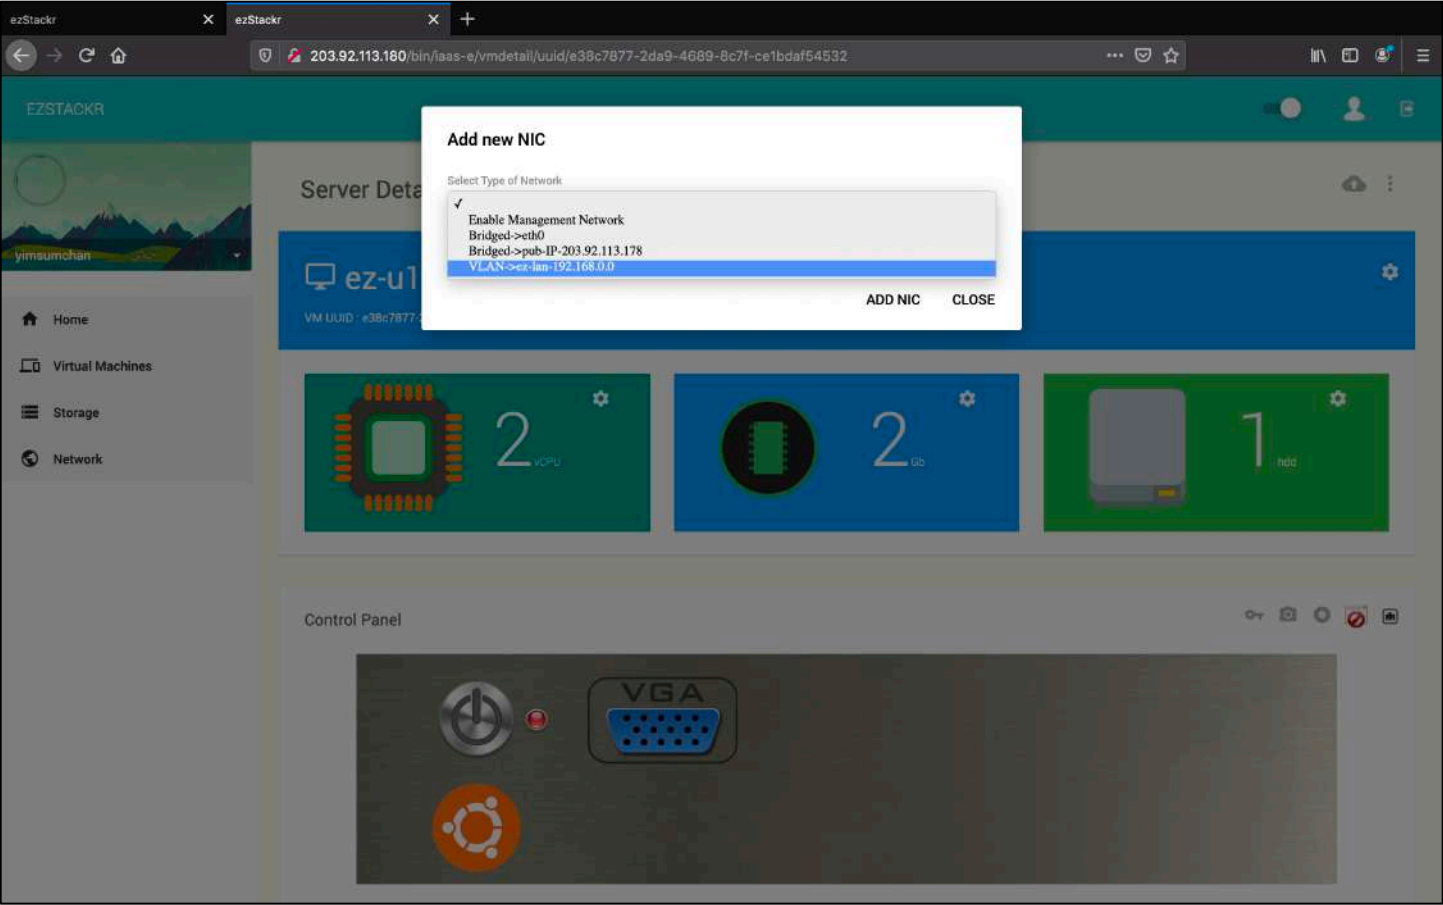 ezStackr
ezStackr
203.92.113.180/bin/iaas-e/vmdetail/uuid/e38c7877-2da9-4689-8c7f-ce1bdaf54532
EZSTACKR
Add new NIC
Select Type of Network
Enable Management Network
Bridged->eth0
Bridged->pub-IP-203.92.113.178
VLAN->ez-lan-192.168.0.0
ADD NIC CLOSE
yimsumchan
Home
Virtual Machines
Storage
Network
Server Deta
ez-u1
VM UUID : e38c7877-
2 vCPU
2 Gb
1 hdd
Control Panel
VGA